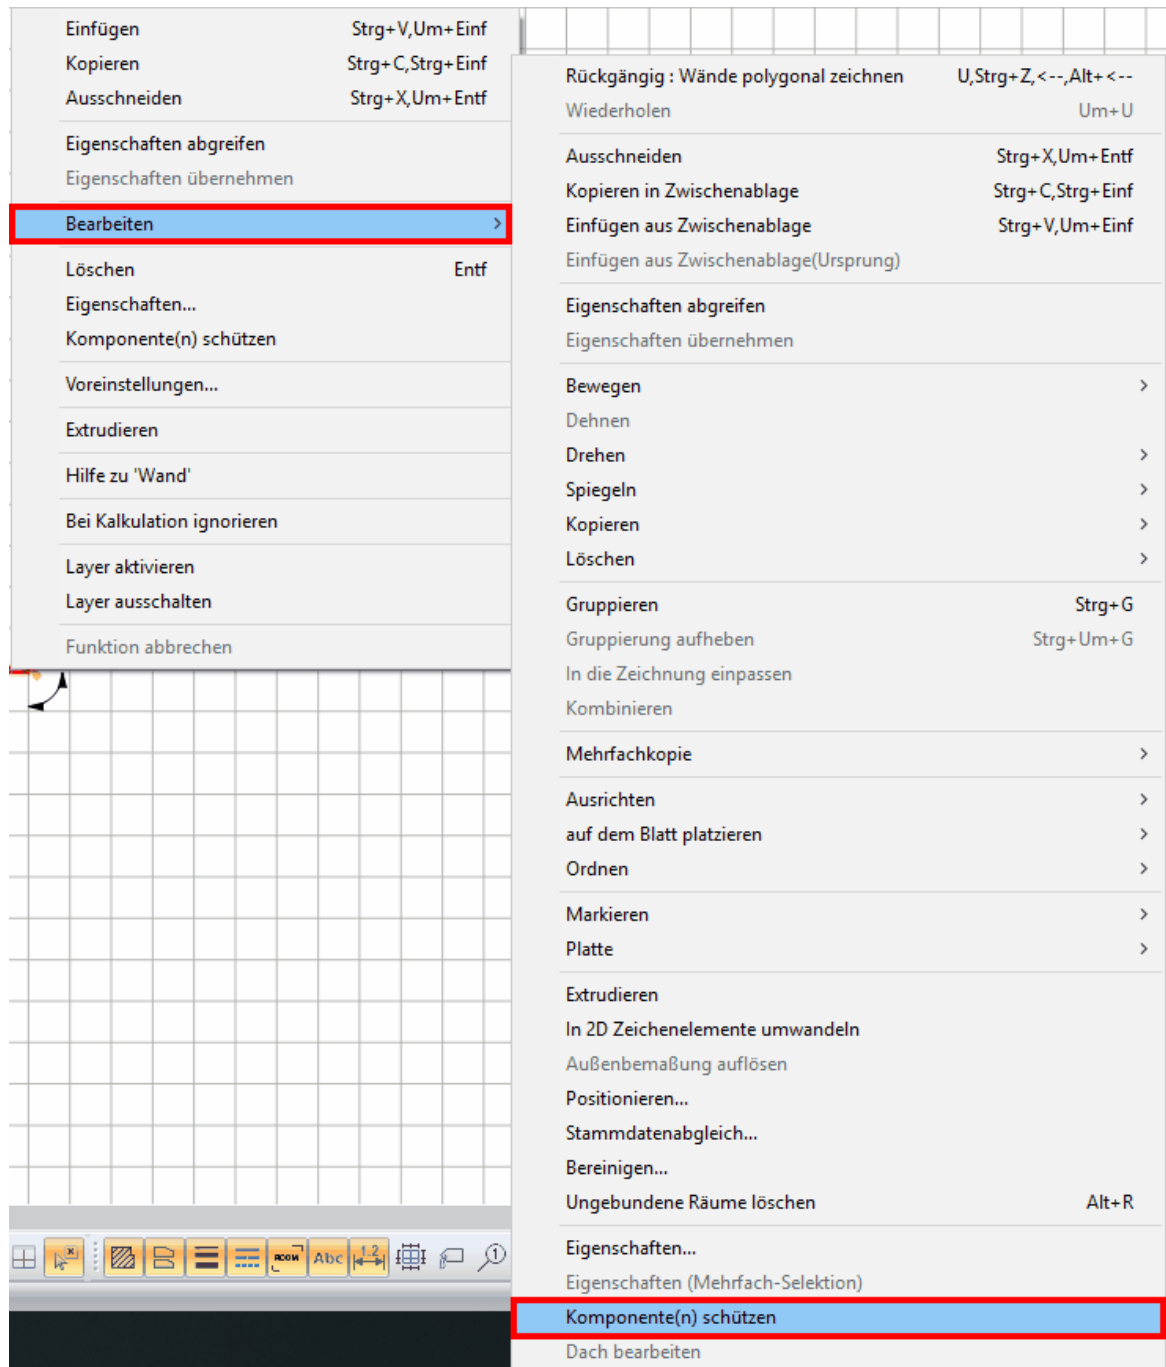 Einfügen Strg+V,Um+Einf
Kopieren Strg+C,Strg+Einf
Ausschneiden Strg+X,Um+Entf
Eigenschaften abgreifen
Eigenschaften übernehmen
Bearbeiten
Löschen Entf
Eigenschaften...
Komponente(n) schützen
Voreinstellungen...
Extrudieren
Hilfe zu 'Wand'
Bei Kalkulation ignorieren
Layer aktivieren
Layer ausschalten
Funktion abbrechen
Rückgängig : Wände polygonal zeichnen U,Strg+Z,<--,Alt+<--
Wiederholen Um+U
Ausschneiden Strg+X,Um+Entf
Kopieren in Zwischenablage Strg+C,Strg+Einf
Einfügen aus Zwischenablage Strg+V,Um+Einf
Einfügen aus Zwischenablage(Ursprung)
Eigenschaften abgreifen
Eigenschaften übernehmen
Bewegen
Dehnen
Drehen
Spiegeln
Kopieren
Löschen
Gruppieren Strg+G
Gruppierung aufheben Strg+Um+G
In die Zeichnung einpassen
Kombinieren
Mehrfachkopie
Ausrichten
auf dem Blatt platzieren
Ordnen
Markieren
Platte
Extrudieren
In 2D Zeichenelemente umwandeln
Außenbemaßung auflösen
Positionieren...
Stammdatenabgleich...
Bereinigen...
Ungebundene Räume löschen Alt+R
Eigenschaften...
Eigenschaften (Mehrfach-Selektion)
Komponente(n) schützen
Dach bearbeiten
ROOM Abc 1.2 1